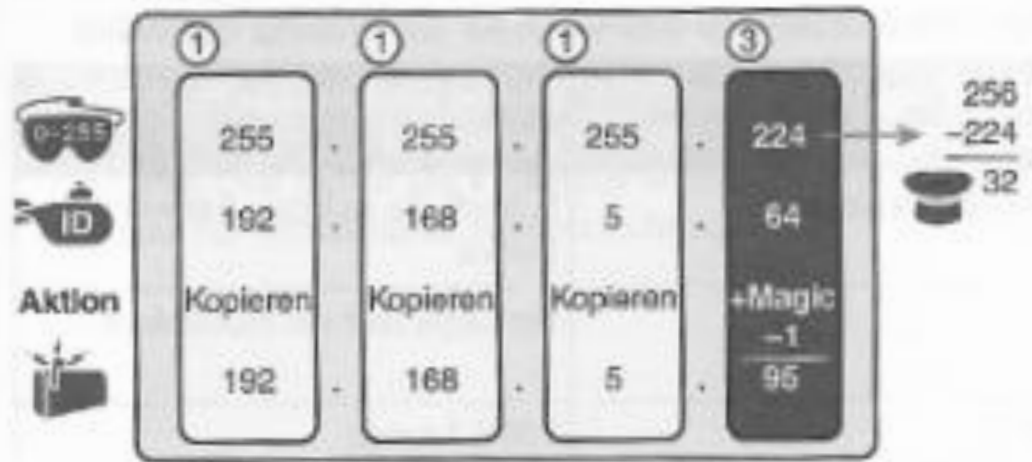 1 1 1 3
0-255 255 . 255 . 255 . 224 256
-224
32
ID 192 . 168 . 5 . 64
Aktion Kopieren Kopieren Kopieren +Magic
-1
192 . 168 . 5 . 95